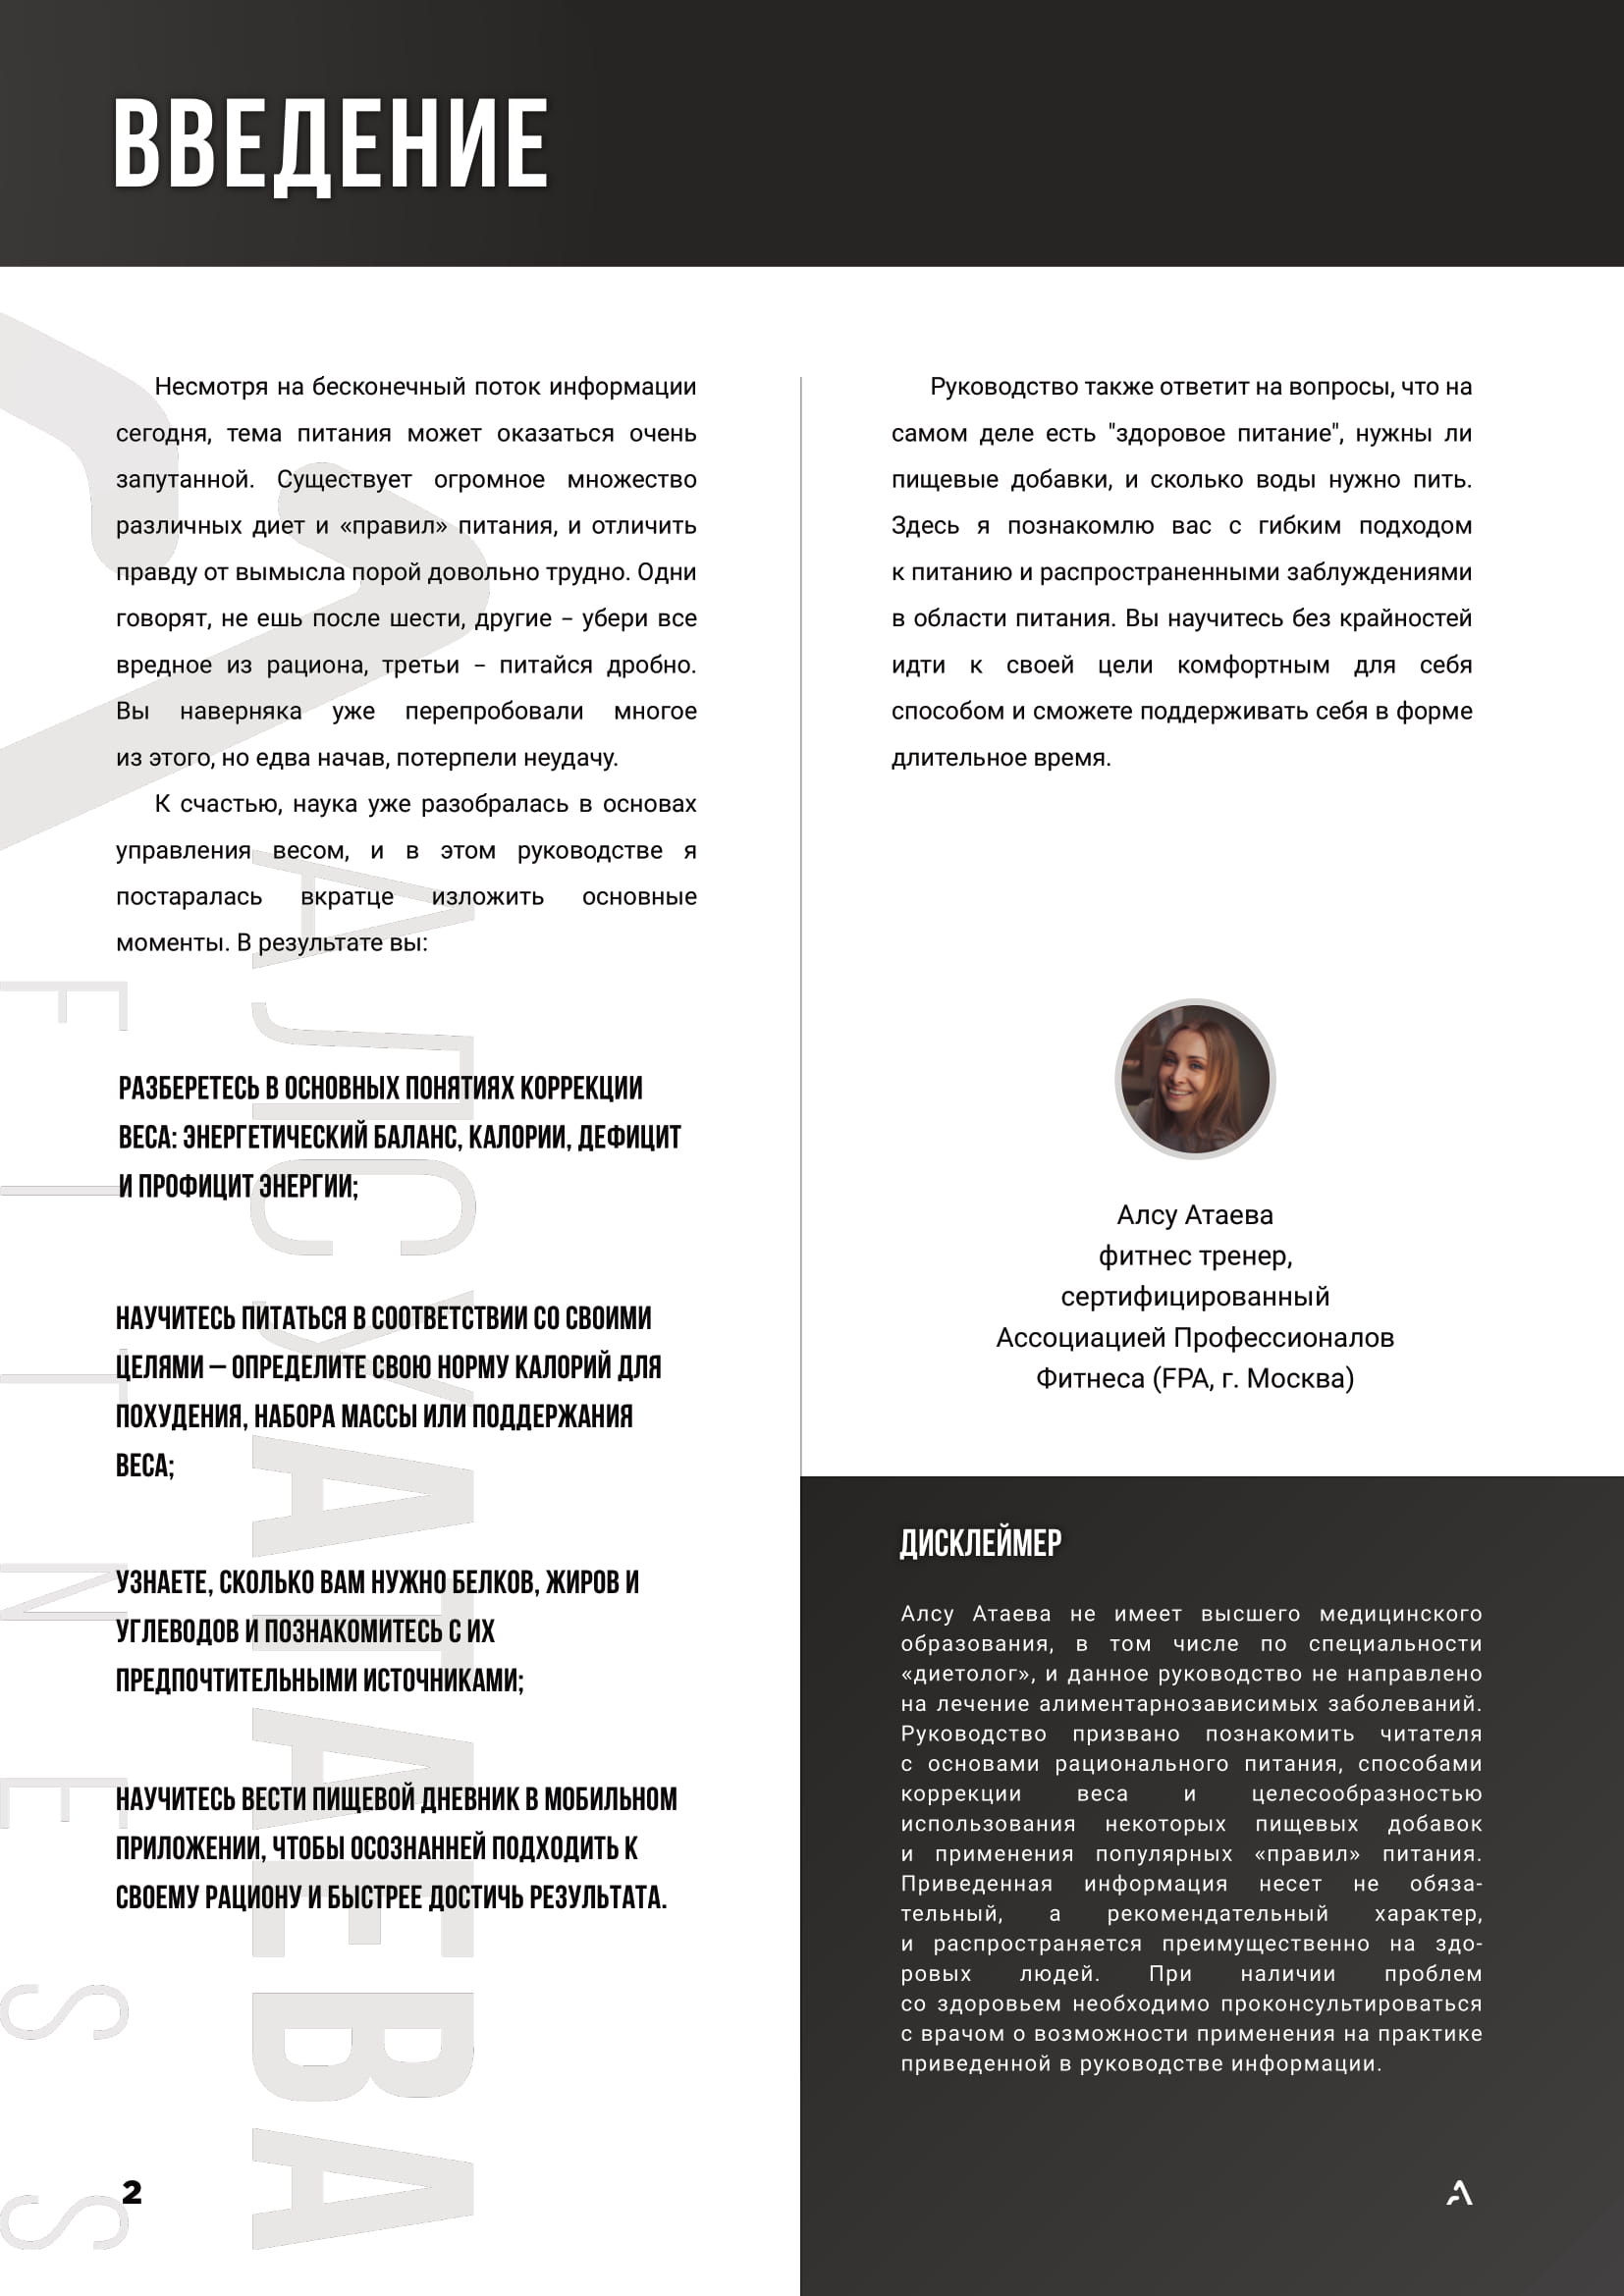 ВВЕДЕНИЕ
Несмотря на бесконечный поток информации
сегодня, тема питания может оказаться очень
запутанной. Существует огромное множество
различных диет и «правил» питания, и отличить
правду от вымысла порой довольно трудно. Одни
говорят, не ешь после шести, другие – убери все
вредное из рациона, третьи – питайся дробно.
Вы наверняка уже перепробовали многое
из этого, но едва начав, потерпели неудачу.
К счастью, наука уже разобралась в основах
управления весом, и в этом руководстве я
постаралась вкратце изложить основные
моменты. В результате вы:
РАЗБЕРЕТЕСЬ В ОСНОВНЫХ ПОНЯТИЯХ КОРРЕКЦИИ
ВЕСА: ЭНЕРГЕТИЧЕСКИЙ БАЛАНС, КАЛОРИИ, ДЕФИЦИТ
И ПРОФИЦИТ ЭНЕРГИИ;
НАУЧИТЕСЬ ПИТАТЬСЯ В СООТВЕТСТВИИ СО СВОИМИ
ЦЕЛЯМИ – ОПРЕДЕЛИТЕ СВОЮ НОРМУ КАЛОРИЙ ДЛЯ
ПОХУДЕНИЯ, НАБОРА МАССЫ ИЛИ ПОДДЕРЖАНИЯ
ВЕСА;
УЗНАЕТЕ, СКОЛЬКО ВАМ НУЖНО БЕЛКОВ, ЖИРОВ И
УГЛЕВОДОВ И ПОЗНАКОМИТЕСЬ С ИХ
ПРЕДПОЧТИТЕЛЬНЫМИ ИСТОЧНИКАМИ;
НАУЧИТЕСЬ ВЕСТИ ПИЩЕВОЙ ДНЕВНИК В МОБИЛЬНОМ
ПРИЛОЖЕНИИ, ЧТОБЫ ОСОЗНАННЕЙ ПОДХОДИТЬ К
СВОЕМУ РАЦИОНУ И БЫСТРЕЕ ДОСТИЧЬ РЕЗУЛЬТАТА.
Руководство также ответит на вопросы, что на
самом деле есть "здоровое питание", нужны ли
пищевые добавки, и сколько воды нужно пить.
Здесь я познакомлю вас с гибким подходом
к питанию и распространенными заблуждениями
в области питания. Вы научитесь без крайностей
идти к своей цели комфортным для себя
способом и сможете поддерживать себя в форме
длительное время.
Алсу Атаева
фитнес тренер,
сертифицированный
Ассоциацией Профессионалов
Фитнеса (FPA, г. Москва)
ДИСКЛЕЙМЕР
Алсу Атаева не имеет высшего медицинского
образования, в том числе по специальности
«диетолог», и данное руководство не направлено
на лечение алиментарнозависимых заболеваний.
Руководство призвано познакомить читателя
с основами рационального питания, способами
коррекции веса и целесообразностью
использования некоторых пищевых добавок
и применения популярных «правил» питания.
Приведенная информация несет не обяза-
тельный, а рекомендательный характер,
и распространяется преимущественно на здо-
ровых людей. При наличии проблем
со здоровьем необходимо проконсультироваться
с врачом о возможности применения на практике
приведенной в руководстве информации.
АЛСУ АТАЕВА
FITNESS
2